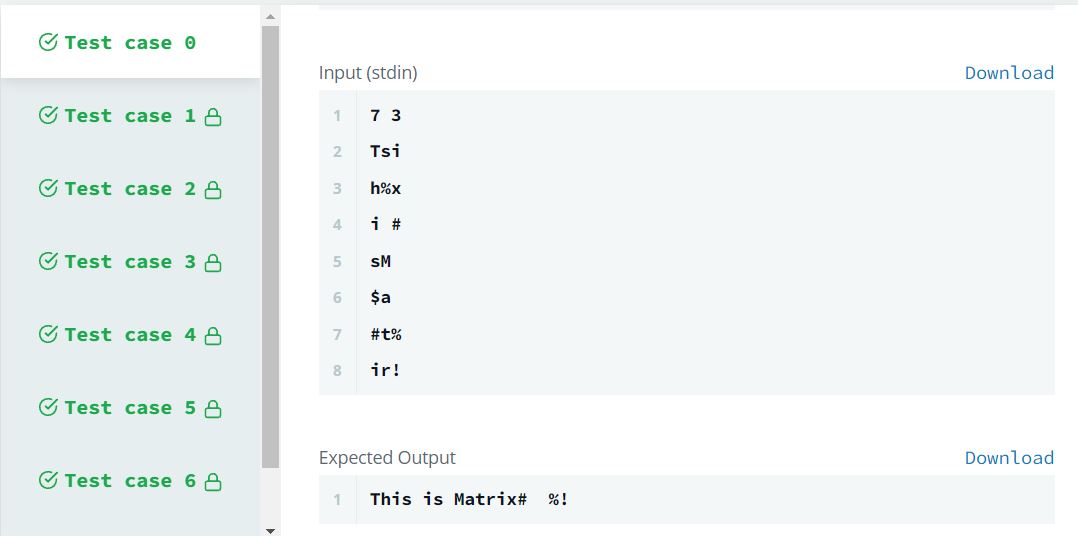 Test case 0
Test case 1
Test case 2
Test case 3
Test case 4
Test case 5
Test case 6
Input (stdin) Download
1 7 3
2 Tsi
3 h%x
4 i #
5 sM
6 $a
7 #t%
8 ir!
Expected Output Download
1 This is Matrix#  %!